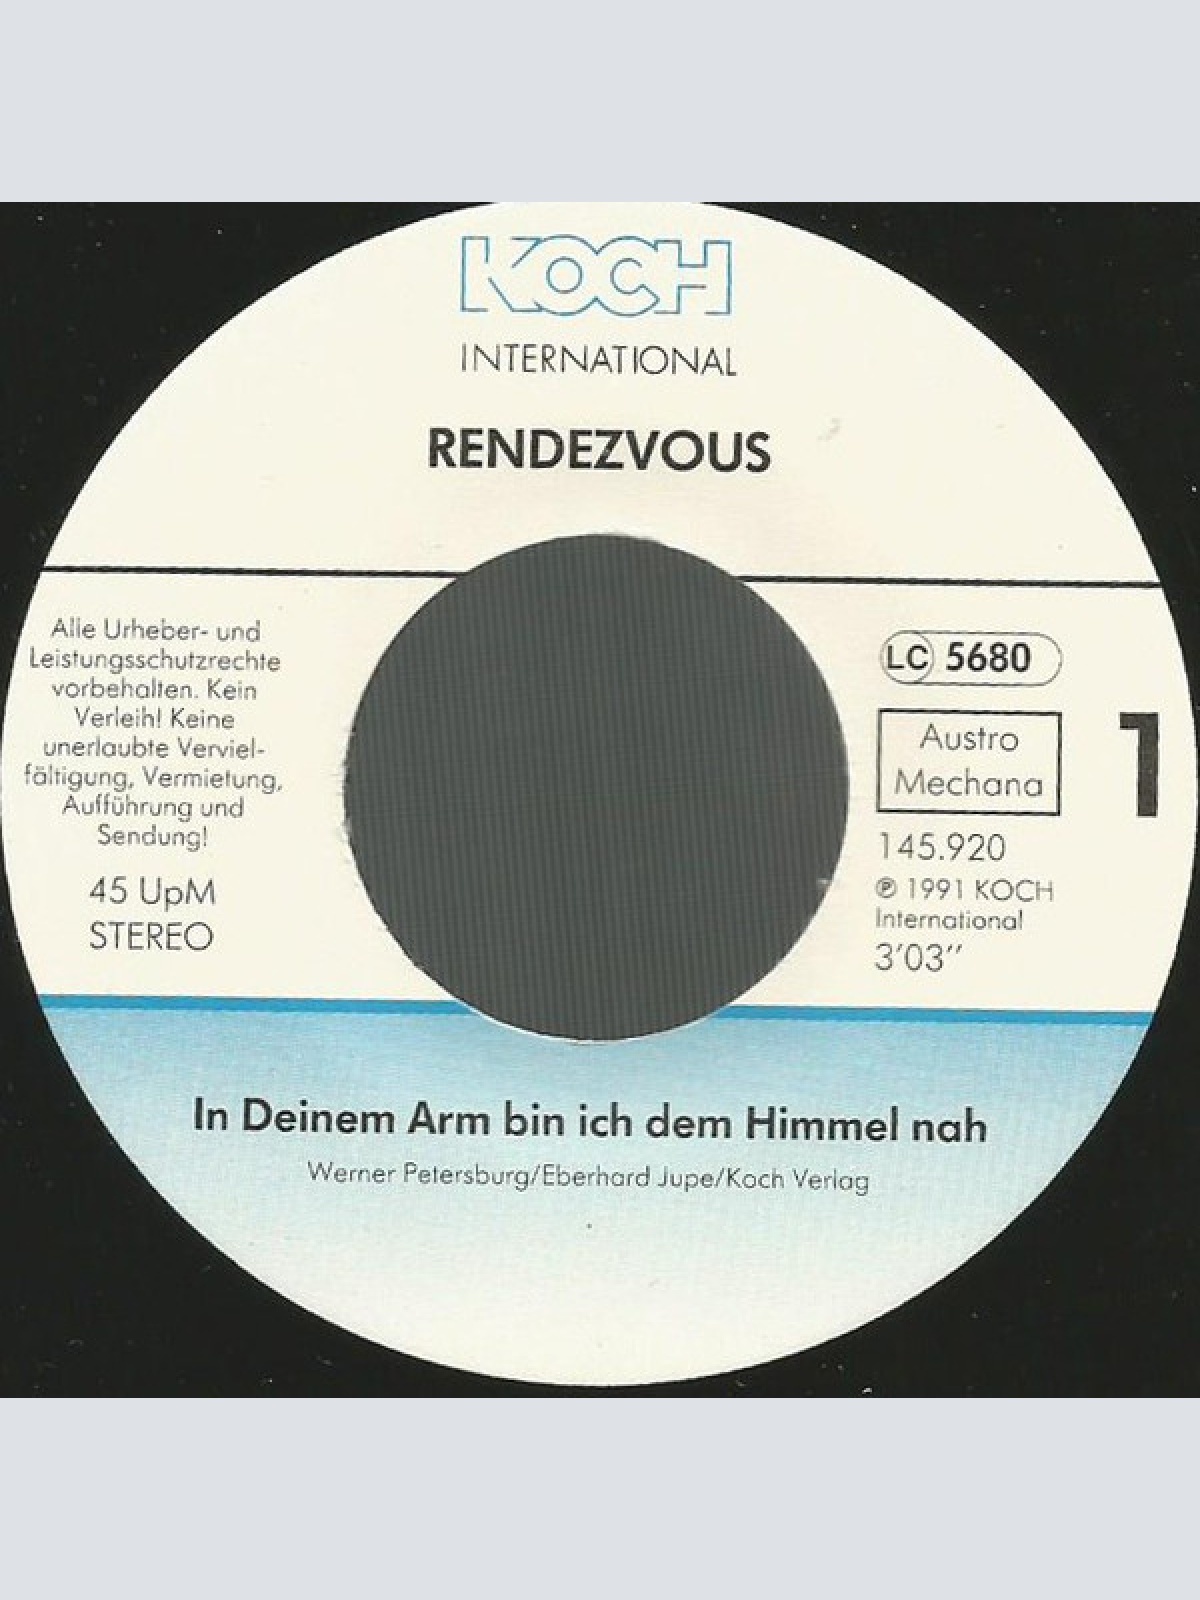 KOCH
INTERNATIONAL
RENDEZVOUS
Alle Urheber- und
Leistungsschutzrechte
vorbehalten. Kein
Verleih! Keine
unerlaubte Verviel-
fältigung, Vermietung,
Aufführung und
Sendung!
45 UpM
STEREO
LC 5680
Austro
Mechana
1
145.920
℗ 1991 KOCH
International
3'03''
In Deinem Arm bin ich dem Himmel nah
Werner Petersburg/Eberhard Jupe/Koch Verlag